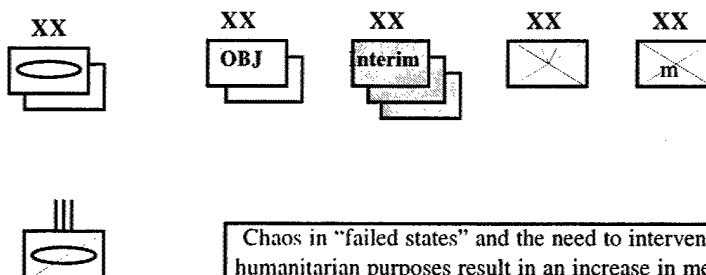 XX XX XX XX XX
OBJ Interim m
Chaos in “failed states” and the need to interven
humanitarian purposes result in an increase in me